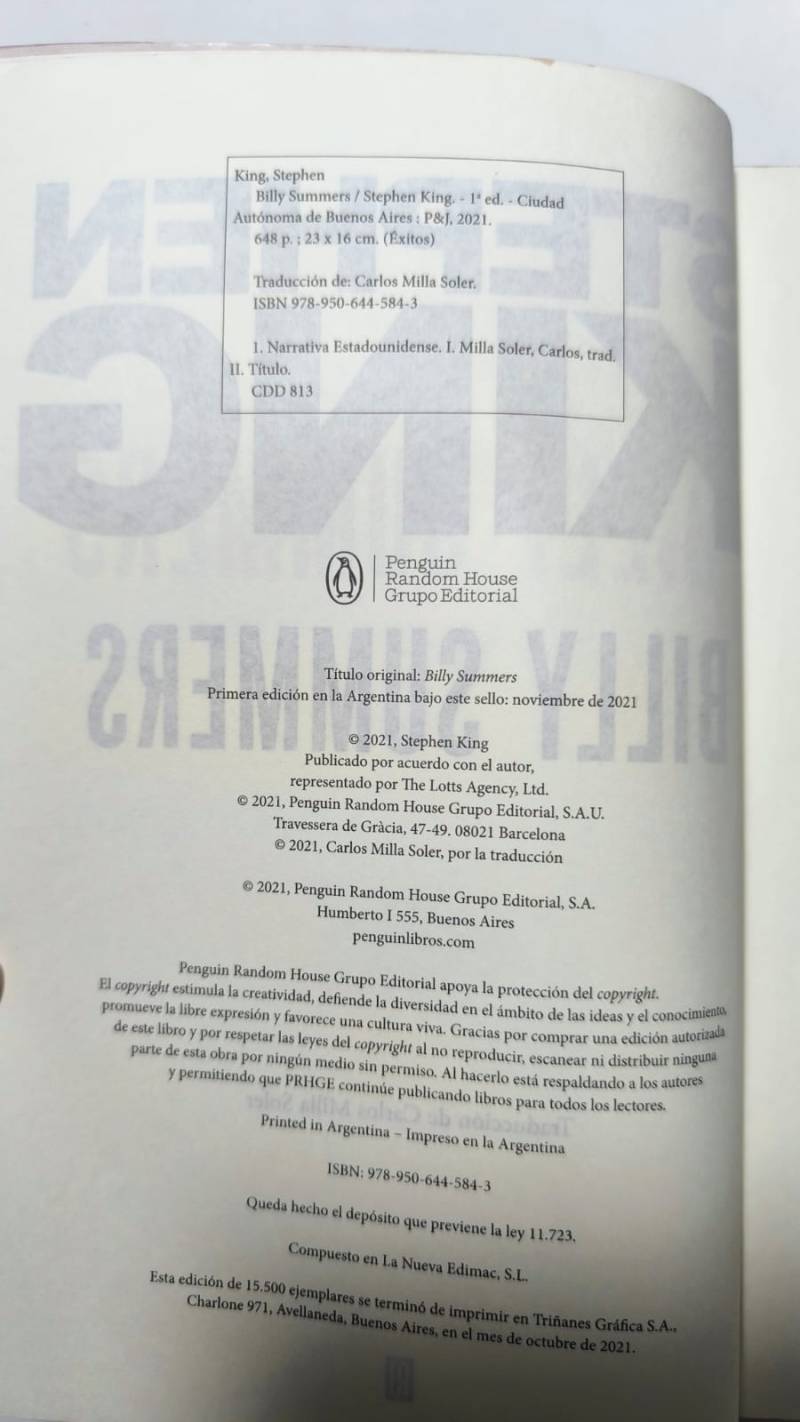 King, Stephen
Billy Summers / Stephen King. - 1ª ed. - Ciudad
Autónoma de Buenos Aires : P&J, 2021.
648 p. ; 23 x 16 cm. (Éxitos)
Traducción de: Carlos Milla Soler.
ISBN 978-950-644-584-3
1. Narrativa Estadounidense. I. Milla Soler, Carlos, trad.
II. Título.
CDD 813
Penguin
Random House
Grupo Editorial
Título original: Billy Summers
Primera edición en la Argentina bajo este sello: noviembre de 2021
© 2021, Stephen King
Publicado por acuerdo con el autor,
representado por The Lotts Agency, Ltd.
© 2021, Penguin Random House Grupo Editorial, S.A.U.
Travessera de Gràcia, 47-49. 08021 Barcelona
© 2021, Carlos Milla Soler, por la traducción
© 2021, Penguin Random House Grupo Editorial, S.A.
Humberto I 555, Buenos Aires
penguinlibros.com
Penguin Random House Grupo Editorial apoya la protección del copyright.
El copyright estimula la creatividad, defiende la diversidad en el ámbito de las ideas y el conocimiento,
promueve la libre expresión y favorece una cultura viva. Gracias por comprar una edición autorizada
de este libro y por respetar las leyes del copyright al no reproducir, escanear ni distribuir ninguna
parte de esta obra por ningún medio sin permiso. Al hacerlo está respaldando a los autores
y permitiendo que PRHGE continúe publicando libros para todos los lectores.
Printed in Argentina – Impreso en la Argentina
ISBN: 978-950-644-584-3
Queda hecho el depósito que previene la ley 11.723.
Compuesto en La Nueva Edimac, S.L.
Esta edición de 15.500 ejemplares se terminó de imprimir en Triñanes Gráfica S.A.,
Charlone 971, Avellaneda, Buenos Aires, en el mes de octubre de 2021.
STEPHEN
KING
BILLY SUMMERS
Traducción de Carlos Milla Soler